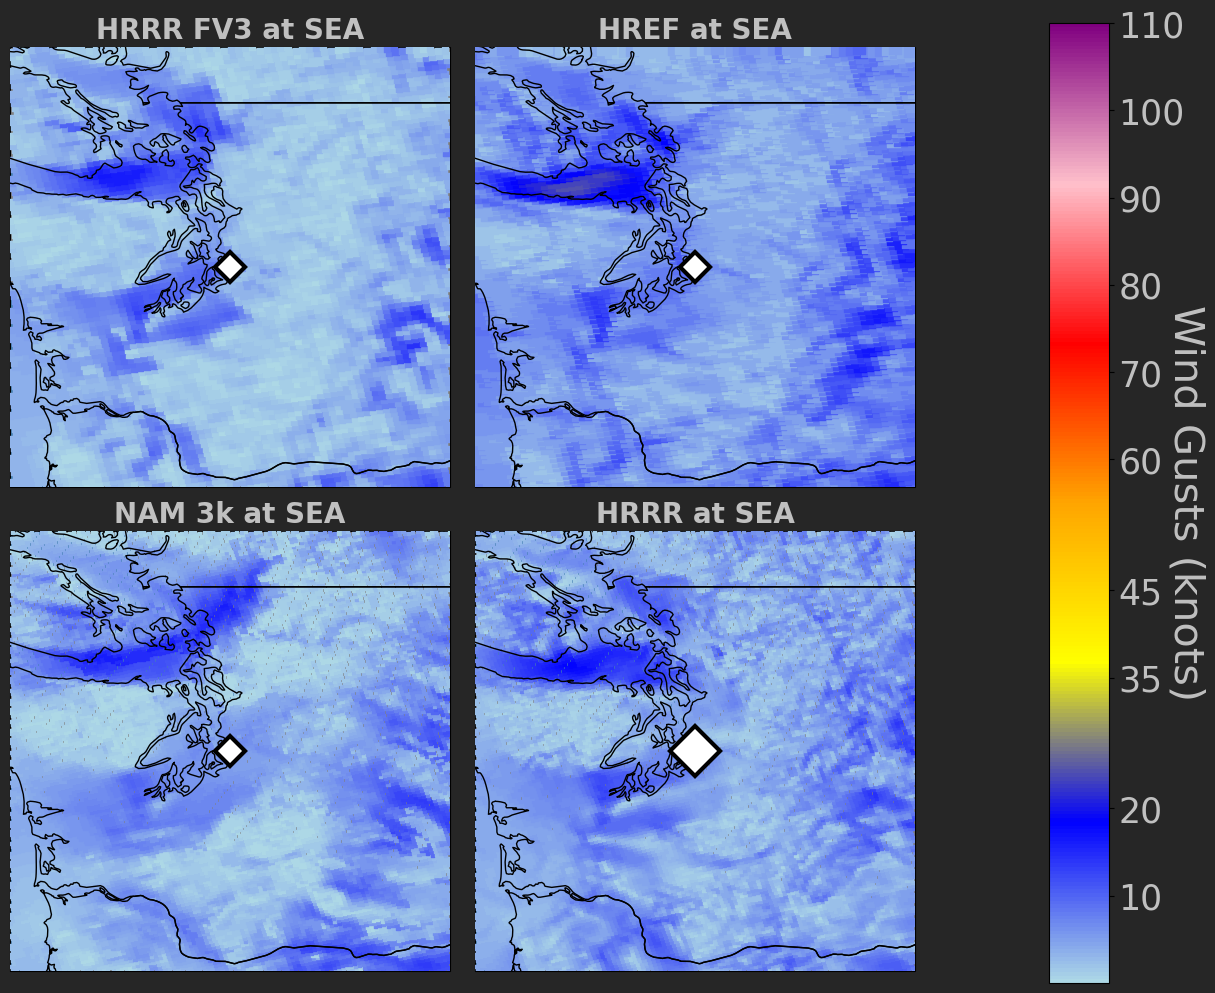 HRRR FV3 at SEA
HREF at SEA
NAM 3k at SEA
HRRR at SEA
110
100
90
80
70
60
45
35
20
10
Wind Gusts (knots)